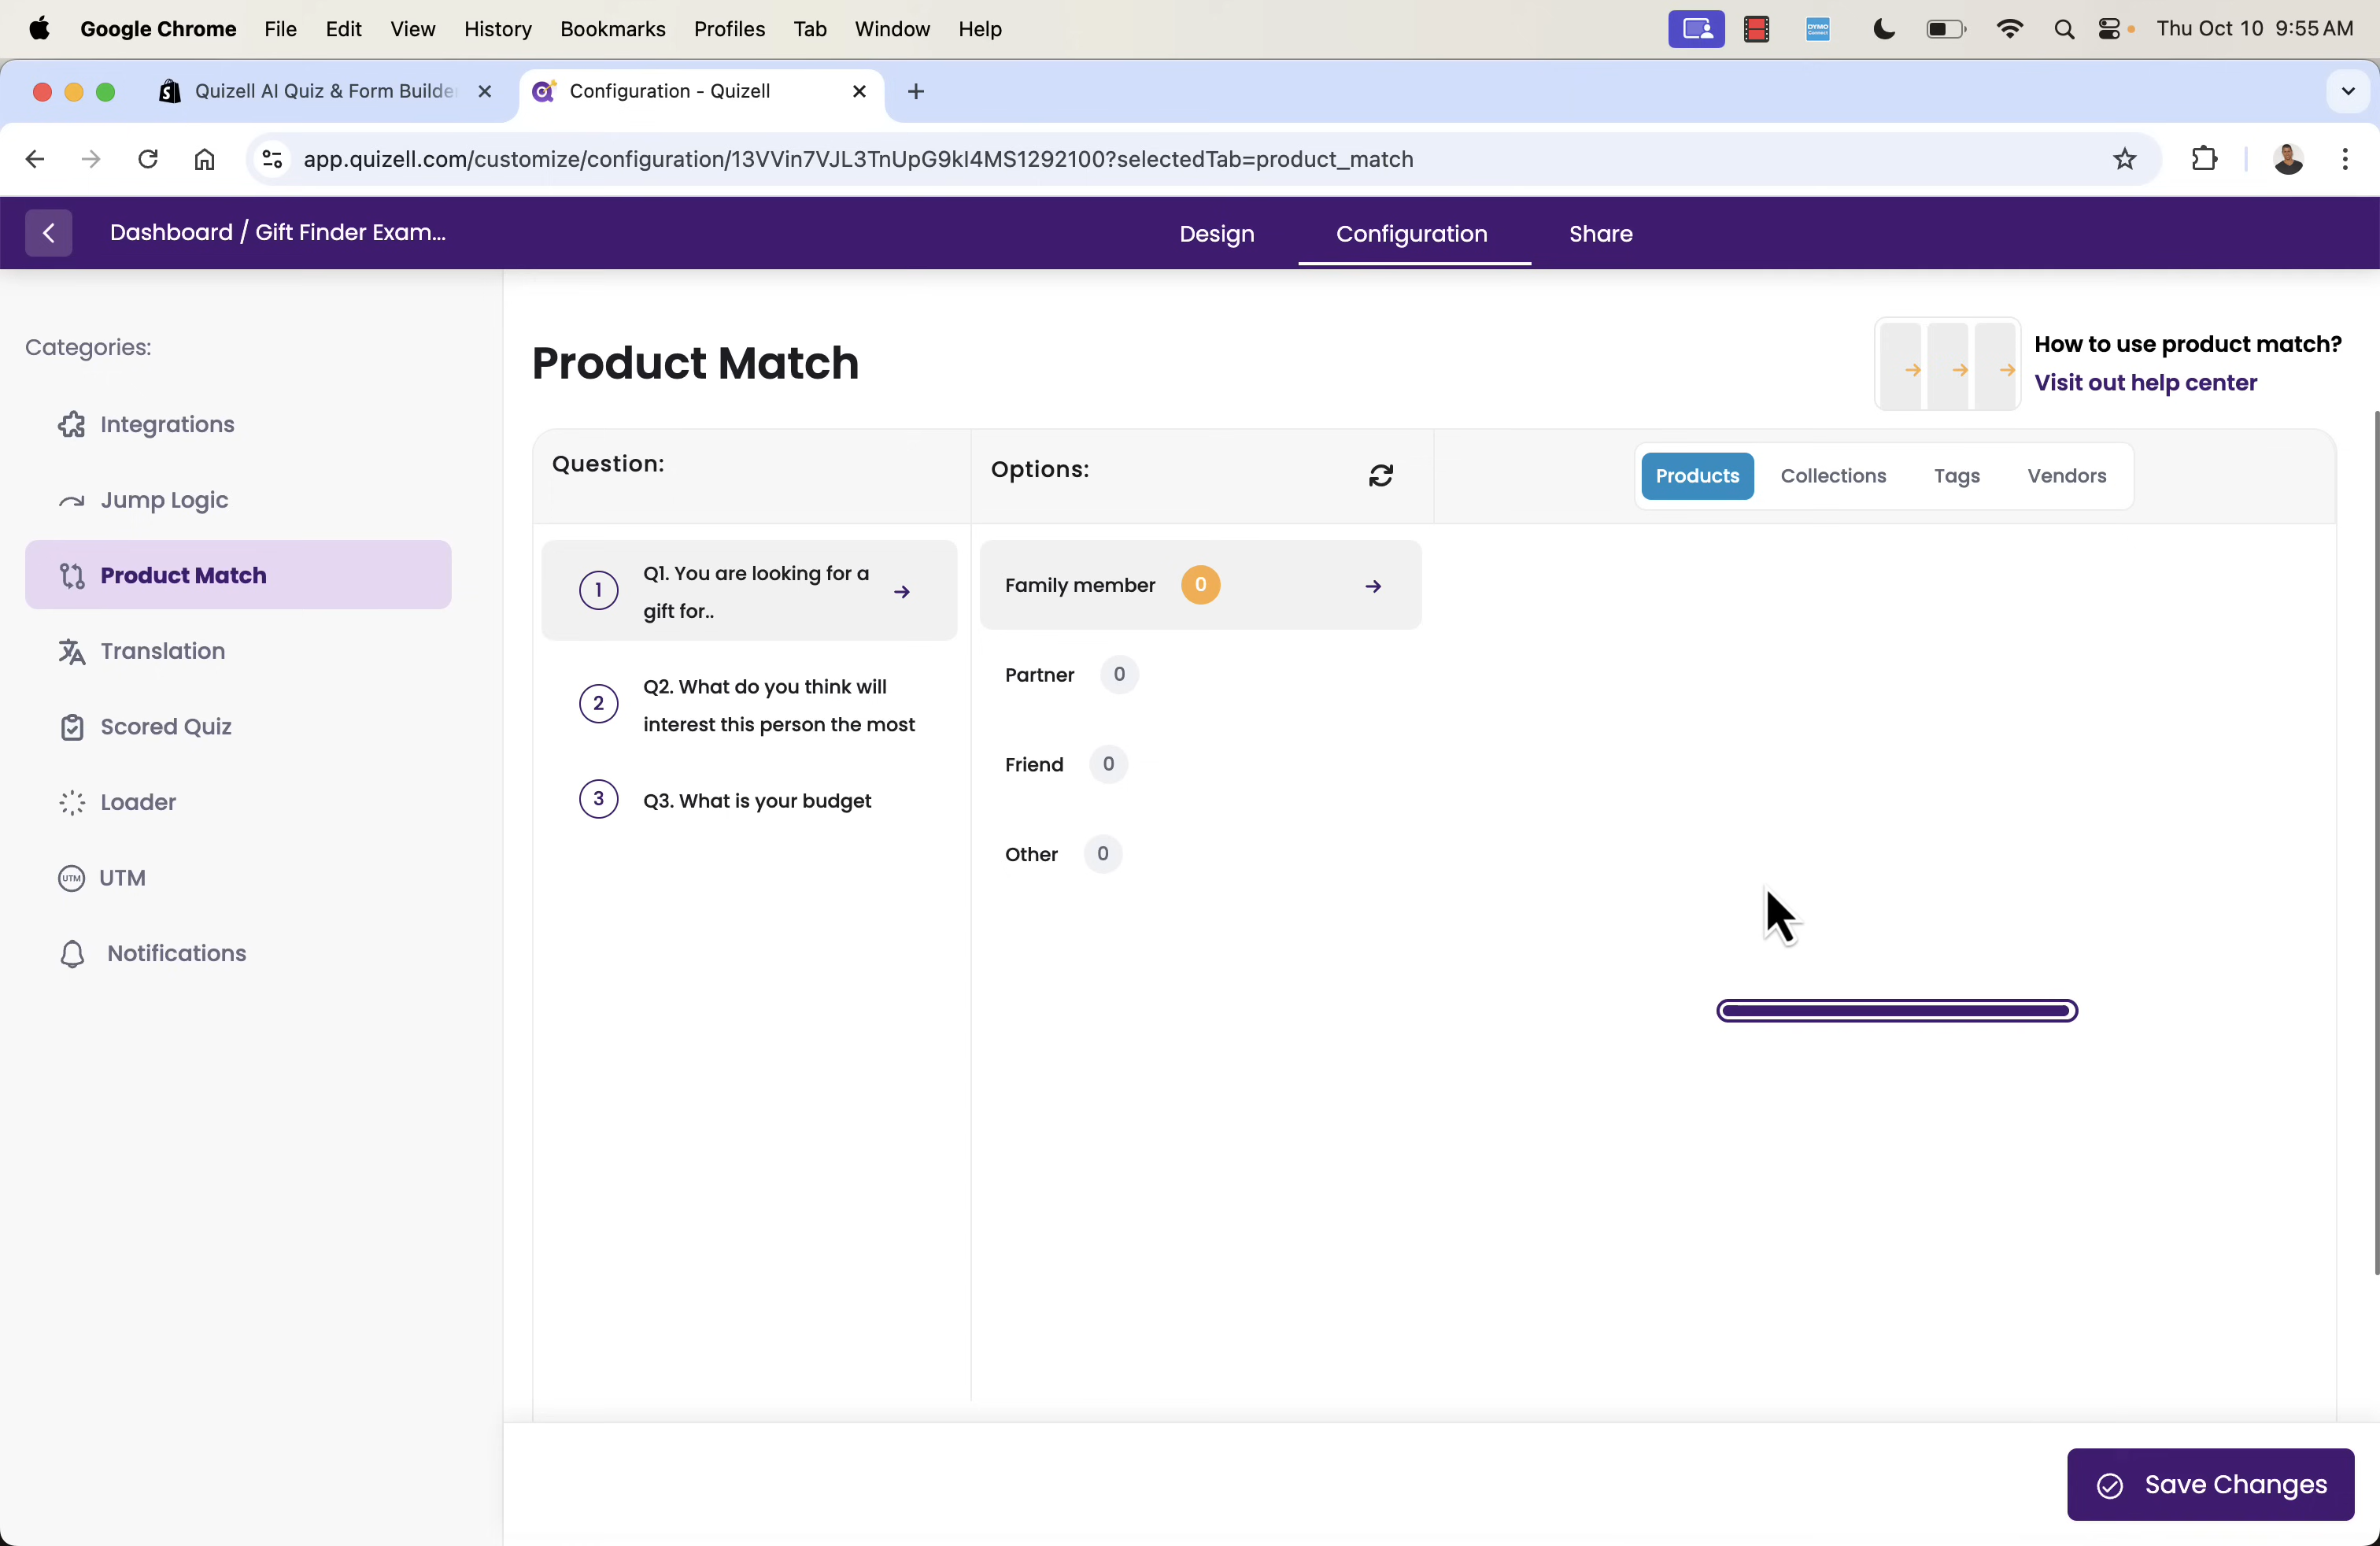 Google Chrome File Edit View History Bookmarks Profiles Tab Window Help DYMO Connect Thu Oct 10 9:55 AM
Quizell AI Quiz & Form Builde Configuration - Quizell
app.quizell.com/customize/configuration/13VVin7VJL3TnUpG9kI4MS1292100?selectedTab=product_match
Dashboard / Gift Finder Exam... Design Configuration Share
Categories:
Integrations
Jump Logic
Product Match
Translation
Scored Quiz
Loader
UTM UTM
Notifications
Product Match
How to use product match?
Visit out help center
Question:
Options:
Products Collections Tags Vendors
1 Q1. You are looking for a
gift for..
2 Q2. What do you think will
interest this person the most
3 Q3. What is your budget
Family member 0
Partner 0
Friend 0
Other 0
Save Changes